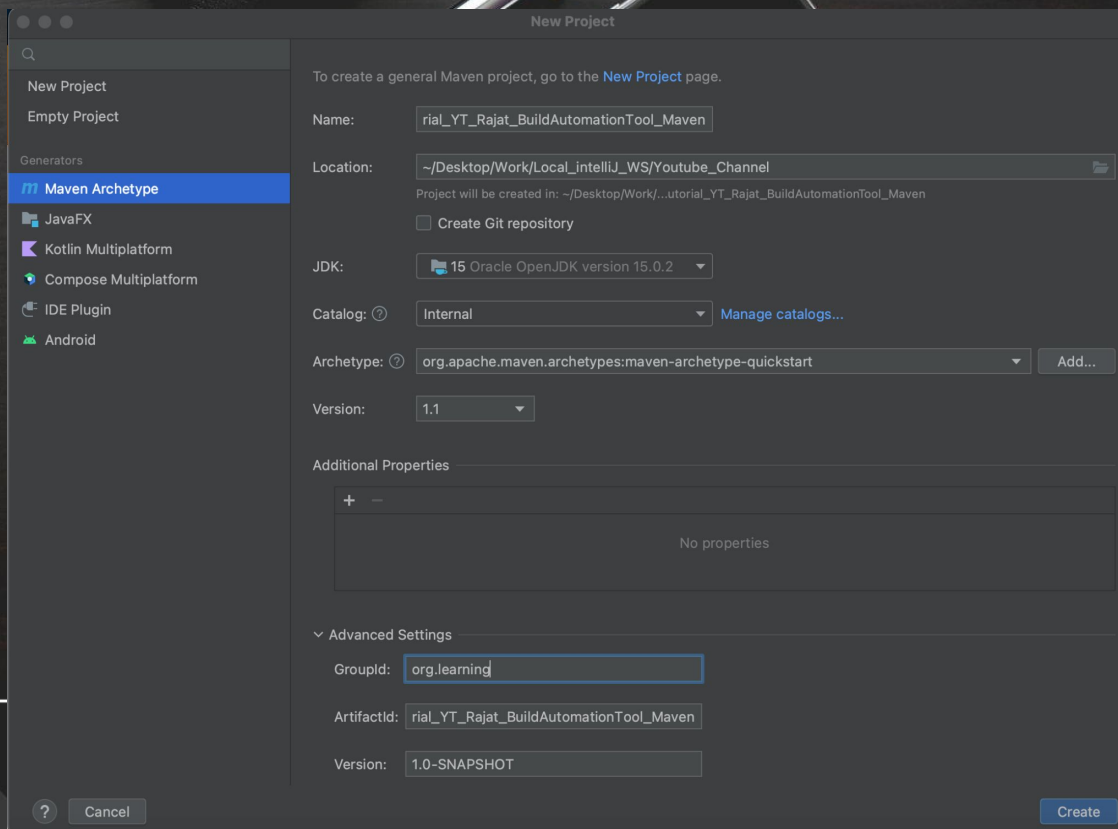 New Project
New Project
Empty Project
Generators
Maven Archetype
JavaFX
Kotlin Multiplatform
Compose Multiplatform
IDE Plugin
Android
To create a general Maven project, go to the New Project page.
Name: rial_YT_Rajat_BuildAutomationTool_Maven
Location: ~/Desktop/Work/Local_intelliJ_WS/Youtube_Channel
Project will be created in: ~/Desktop/Work/...utorial_YT_Rajat_BuildAutomationTool_Maven
Create Git repository
JDK: 15 Oracle OpenJDK version 15.0.2
Catalog: ? Internal Manage catalogs...
Archetype: ? org.apache.maven.archetypes:maven-archetype-quickstart Add...
Version: 1.1
Additional Properties
+ −
No properties
Advanced Settings
GroupId: org.learning
ArtifactId: rial_YT_Rajat_BuildAutomationTool_Maven
Version: 1.0-SNAPSHOT
? Cancel Create